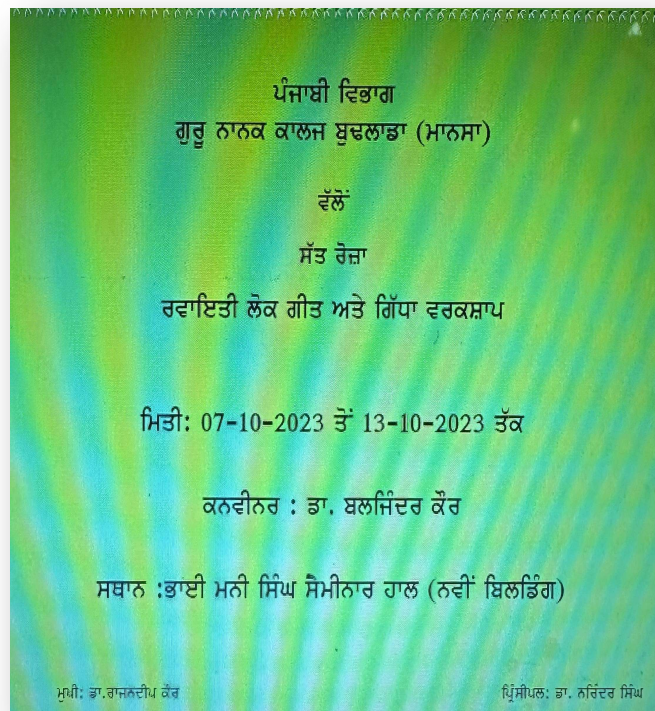 ਪੰਜਾਬੀ ਵਿਭਾਗ
ਗੁਰੂ ਨਾਨਕ ਕਾਲਜ ਬੁਢਲਾਡਾ (ਮਾਨਸਾ)
ਵੱਲੋਂ
ਸੱਤ ਰੋਜ਼ਾ
ਰਵਾਇਤੀ ਲੋਕ ਗੀਤ ਅਤੇ ਗਿੱਧਾ ਵਰਕਸ਼ਾਪ
ਮਿਤੀ: 07-10-2023 ਤੋਂ 13-10-2023 ਤੱਕ
ਕਨਵੀਨਰ : ਡਾ. ਬਲਜਿੰਦਰ ਕੌਰ
ਸਥਾਨ :ਭਾਈ ਮਨੀ ਸਿੰਘ ਸੈਮੀਨਾਰ ਹਾਲ (ਨਵੀਂ ਬਿਲਡਿੰਗ)
ਮੁਖੀ: ਡਾ.ਰਾਜਨਦੀਪ ਕੌਰ
ਪ੍ਰਿੰਸੀਪਲ: ਡਾ. ਨਰਿੰਦਰ ਸਿੰਘ